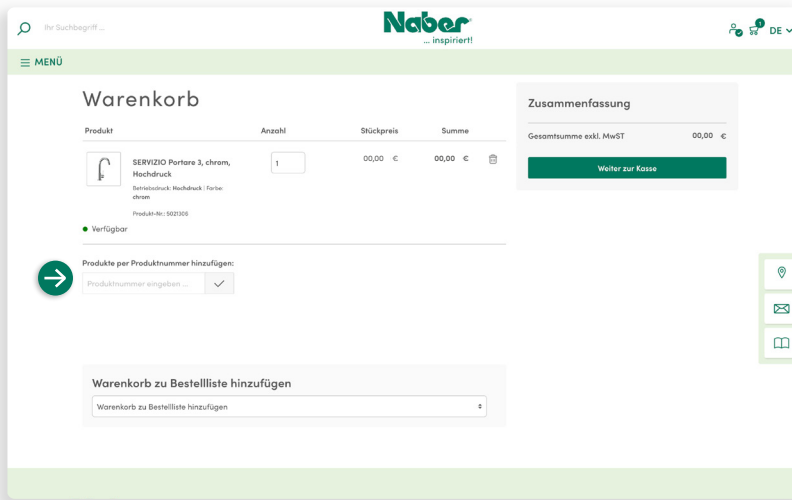 Ihr Suchbegriff ...
Naber
... inspiriert!
1
DE
MENÜ
Warenkorb
Produkt Anzahl Stückpreis Summe
SERVIZIO Portare 3, chrom,
Hochdruck
1 00,00 € 00,00 €
Betriebsdruck: Hochdruck | Farbe:
chrom
Produkt-Nr.: 5021306
Verfügbar
Produkte per Produktnummer hinzufügen:
Produktnummer eingeben ...
Warenkorb zu Bestellliste hinzufügen
Warenkorb zu Bestellliste hinzufügen
Zusammenfassung
Gesamtsumme exkl. MwST 00,00 €
Weiter zur Kasse